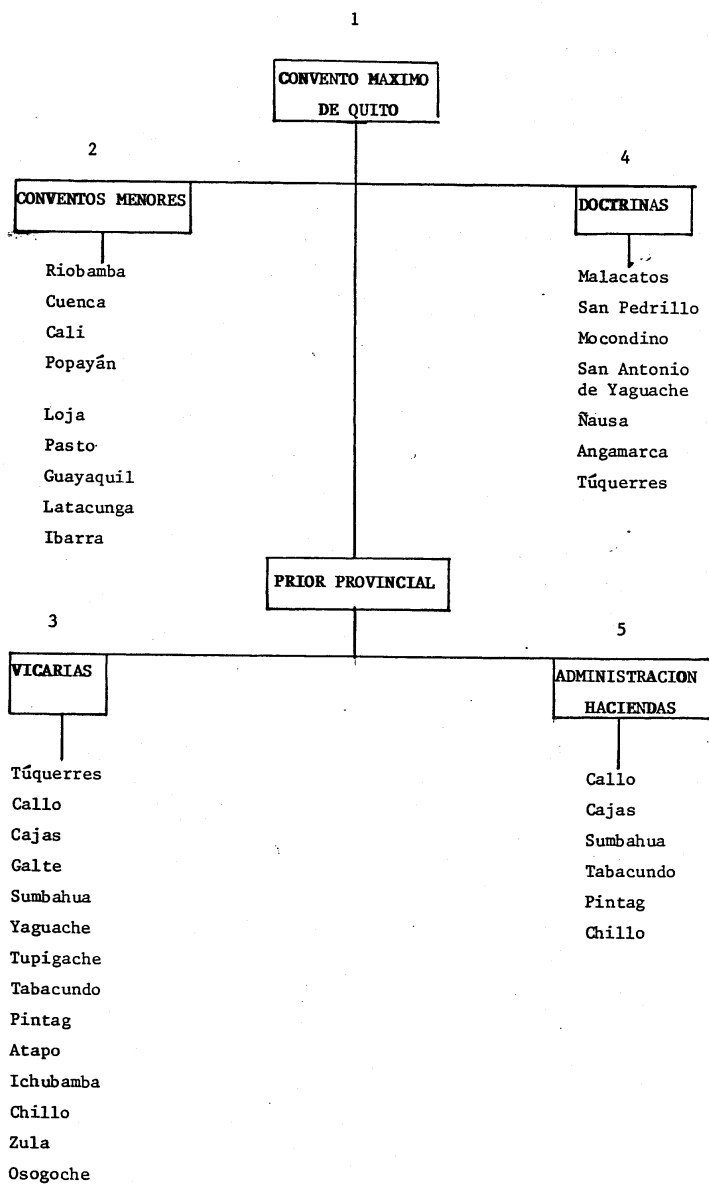 1
CONVENTO MAXIMO
DE QUITO
2
CONVENTOS MENORES
Riobamba
Cuenca
Cali
Popayán
Loja
Pasto
Guayaquil
Latacunga
Ibarra
4
DOCTRINAS
Malacatos
San Pedrillo
Mocondino
San Antonio
de Yaguache
Ñausa
Angamarca
Túquerres
PRIOR PROVINCIAL
3
VICARIAS
Túquerres
Callo
Cajas
Galte
Sumbahua
Yaguache
Tupigache
Tabacundo
Pintag
Atapo
Ichubamba
Chillo
Zula
Osogoche
5
ADMINISTRACION
HACIENDAS
Callo
Cajas
Sumbahua
Tabacundo
Pintag
Chillo